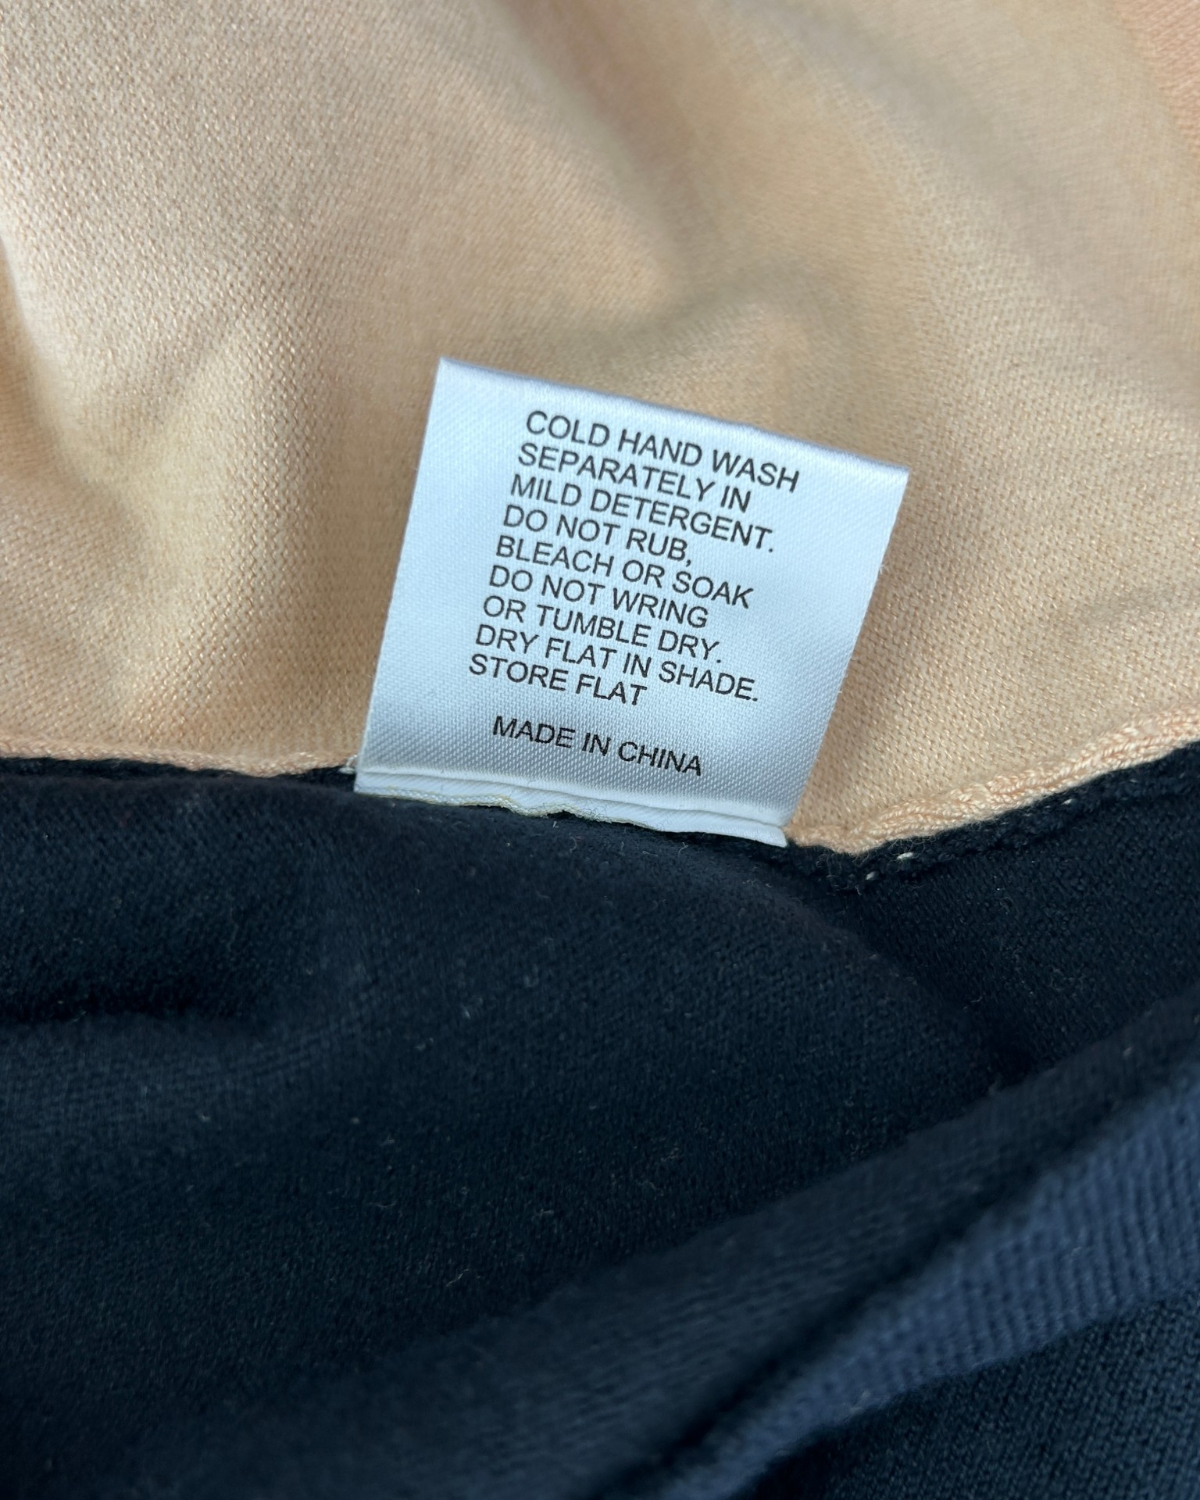 COLD HAND WASH
SEPARATELY IN
MILD DETERGENT.
DO NOT RUB,
BLEACH OR SOAK
DO NOT WRING
OR TUMBLE DRY.
DRY FLAT IN SHADE.
STORE FLAT
MADE IN CHINA